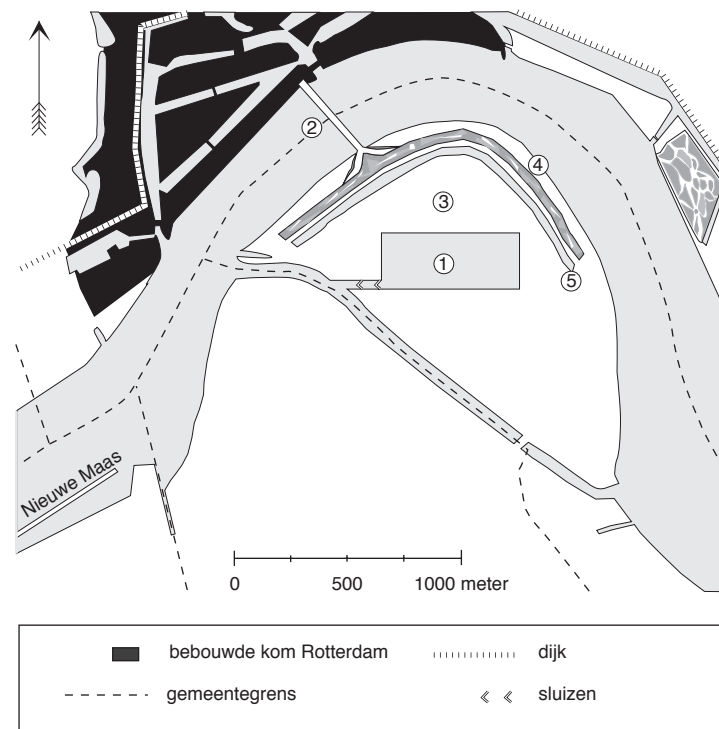 ②
④
③
①
⑤
Nieuwe Maas
0 500 1000 meter
bebouwde kom Rotterdam
dijk
gemeentegrens
sluizen